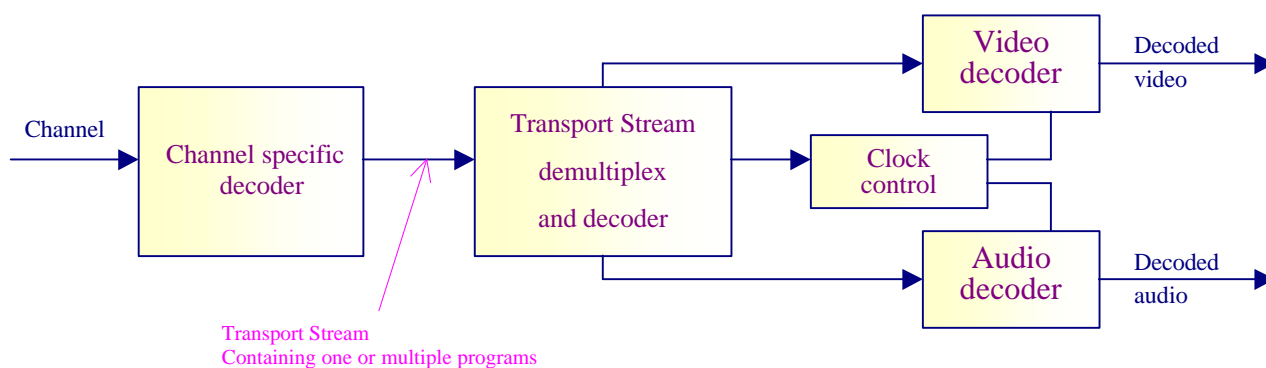 Channel
Channel specific
decoder
Transport Stream
Containing one or multiple programs
Transport Stream
demultiplex
and decoder
Clock
control
Video
decoder
Decoded
video
Audio
decoder
Decoded
audio